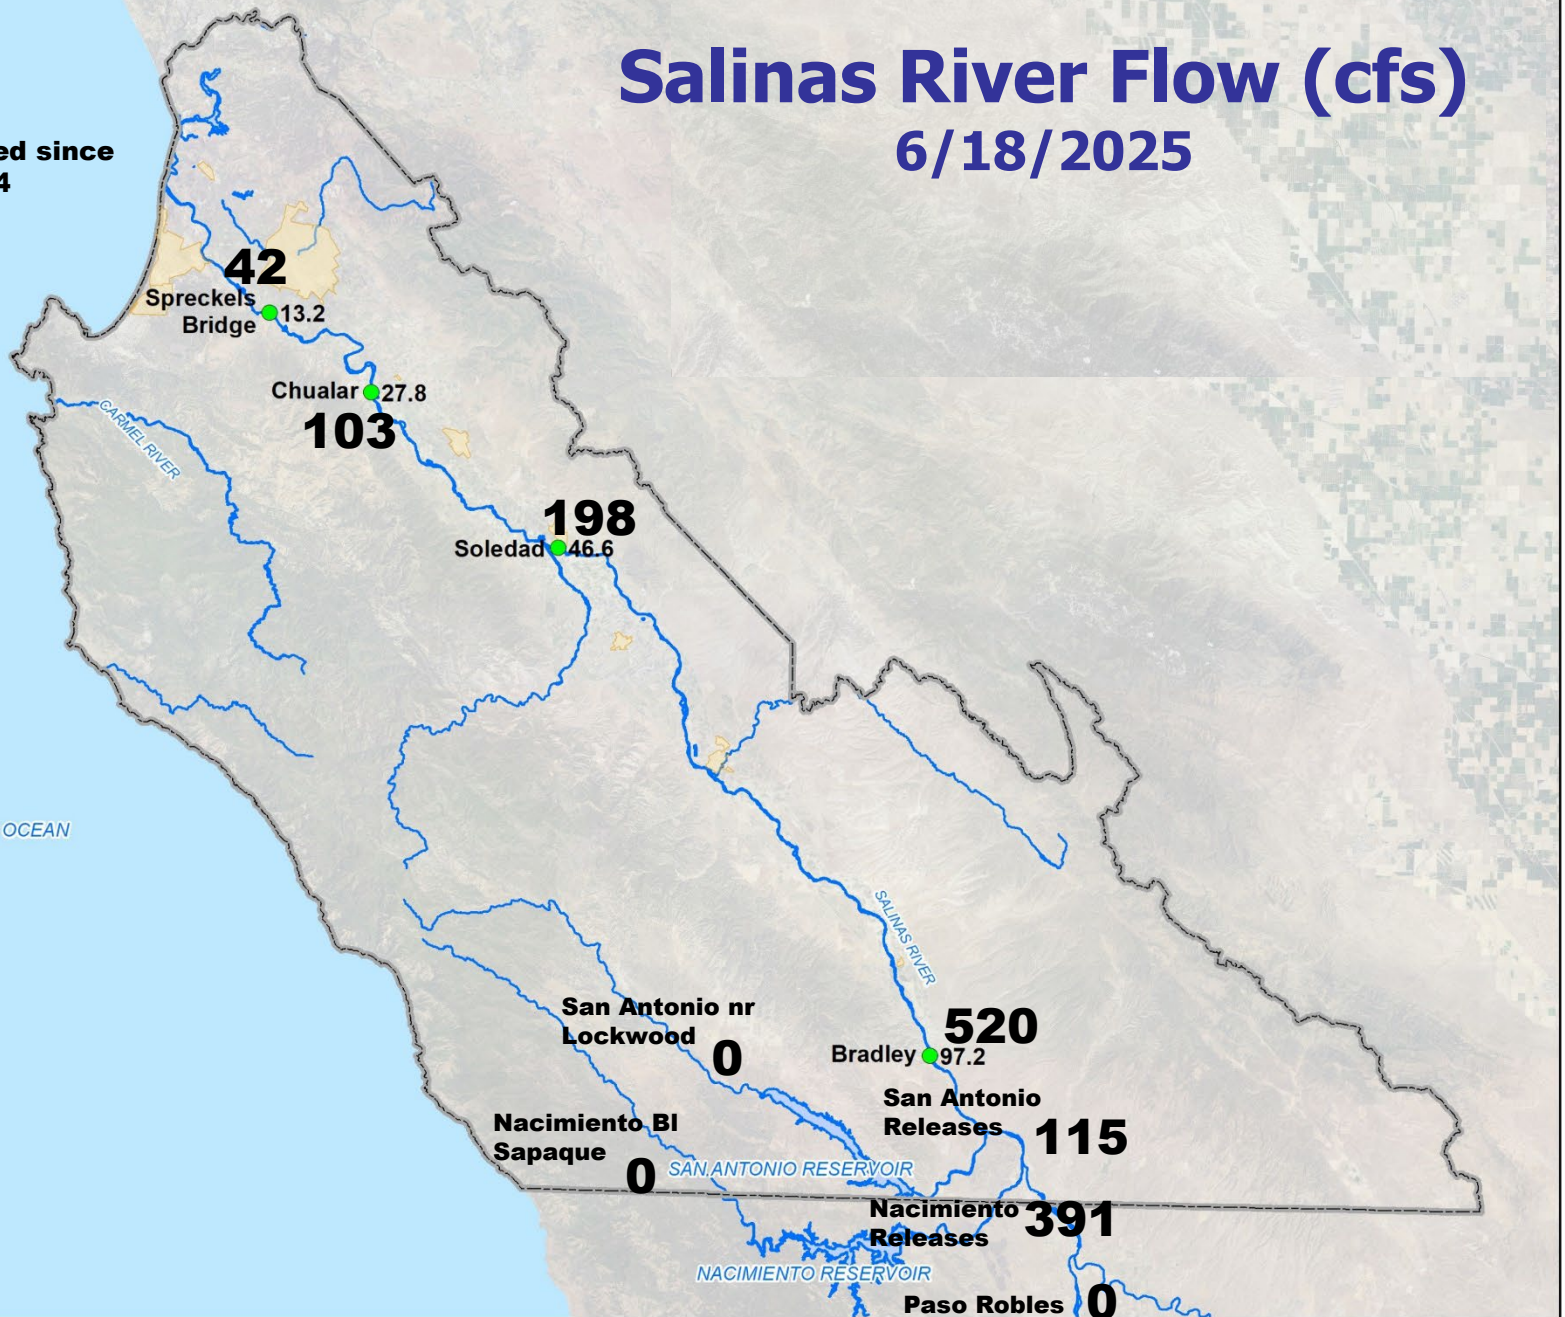 Salinas River Flow (cfs)
6/18/2025
ed since
4
42
Spreckels
Bridge
13.2
Chualar
27.8
103
CARMEL RIVER
198
Soledad
46.6
OCEAN
SALINAS RIVER
San Antonio nr
Lockwood
0
520
Bradley
97.2
San Antonio
Releases
115
Nacimiento Bl
Sapaque
0
SAN ANTONIO RESERVOIR
Nacimiento
Releases
391
NACIMIENTO RESERVOIR
Paso Robles
0